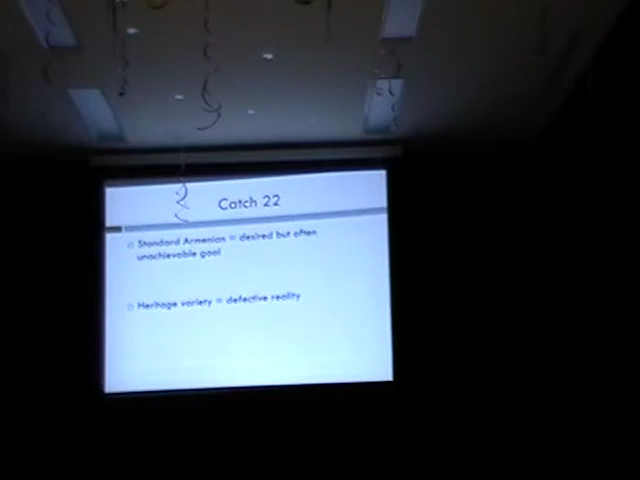 Catch 22
Standard Armenian = desired but often
unachievable goal
Heritage variety = defective reality